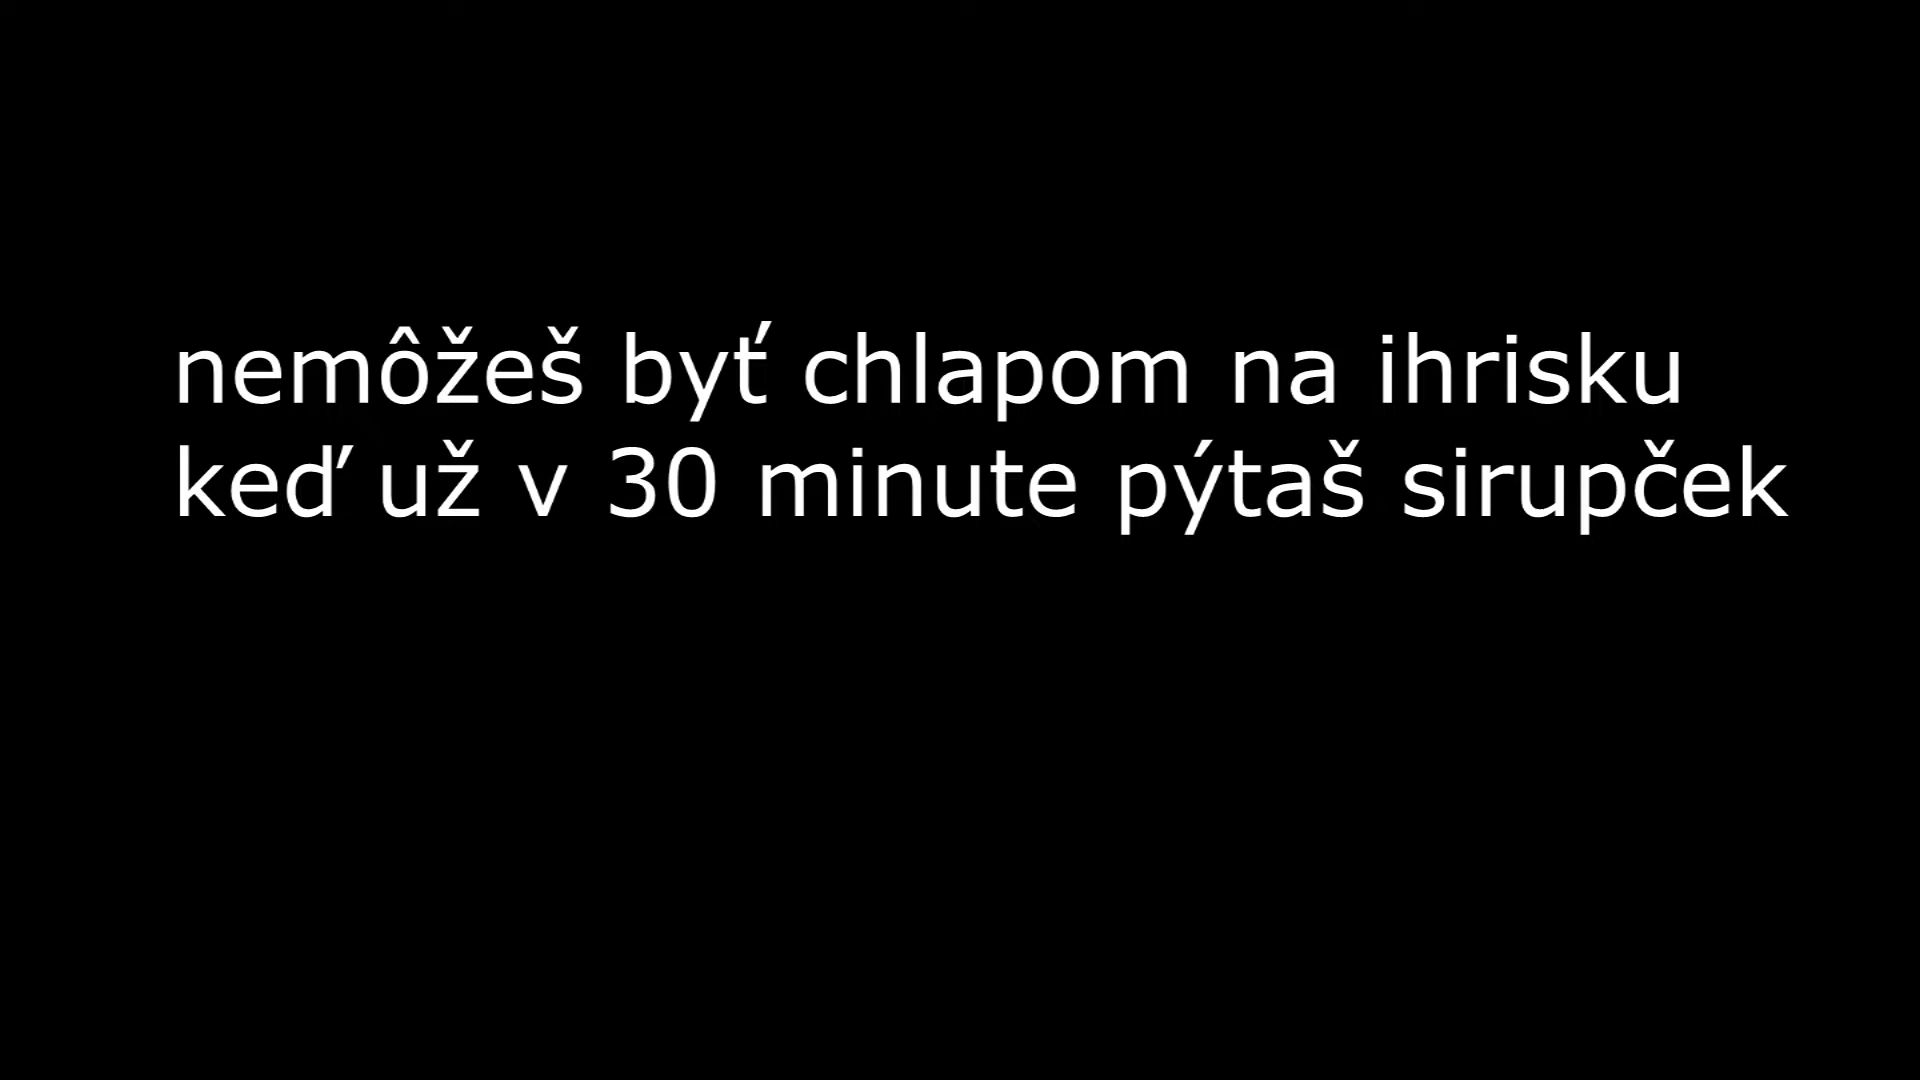 nemôžeš byť chlapom na ihrisku
keď už v 30 minute pýtaš sirupček